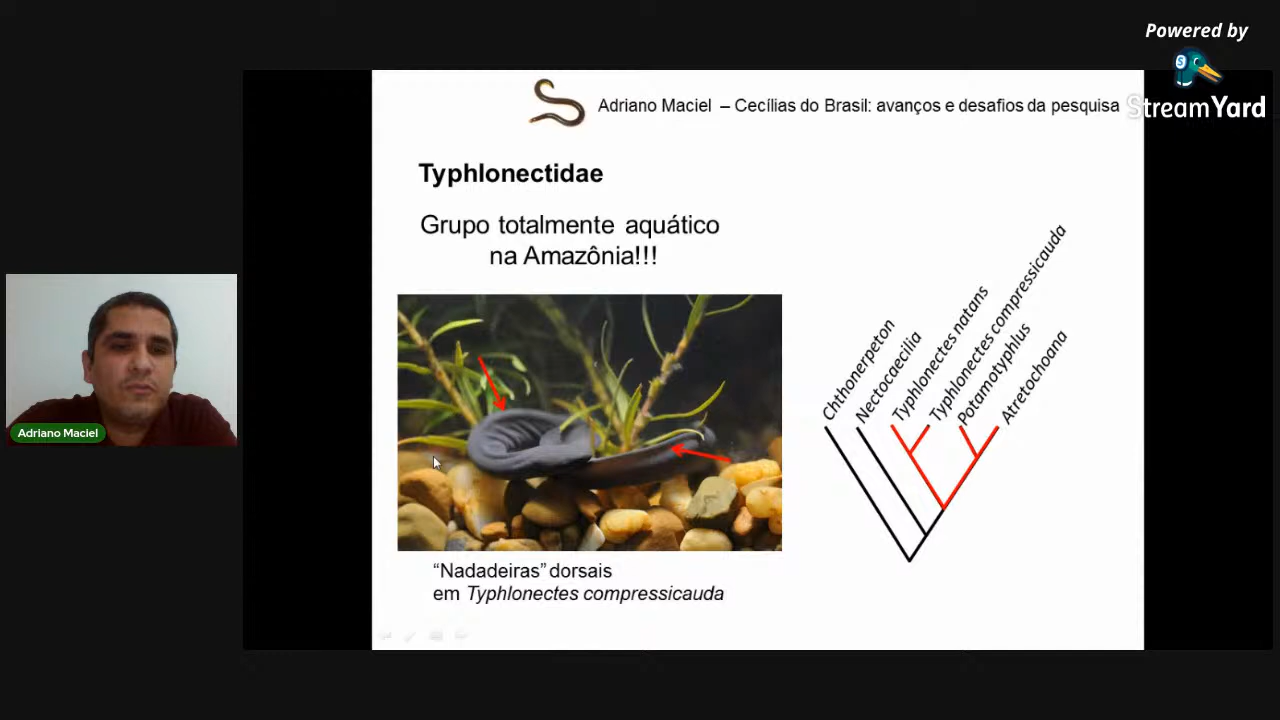 Powered by
StreamYard
Adriano Maciel – Cecílias do Brasil: avanços e desafios da pesquisa
Typhlonectidae
Grupo totalmente aquático
na Amazônia!!!
Chthonerpeton
Nectocaecilia
Typhlonectes natans
Typhlonectes compressicauda
Potamotyphlus
Atretochoana
Adriano Maciel
“Nadadeiras” dorsais
em Typhlonectes compressicauda